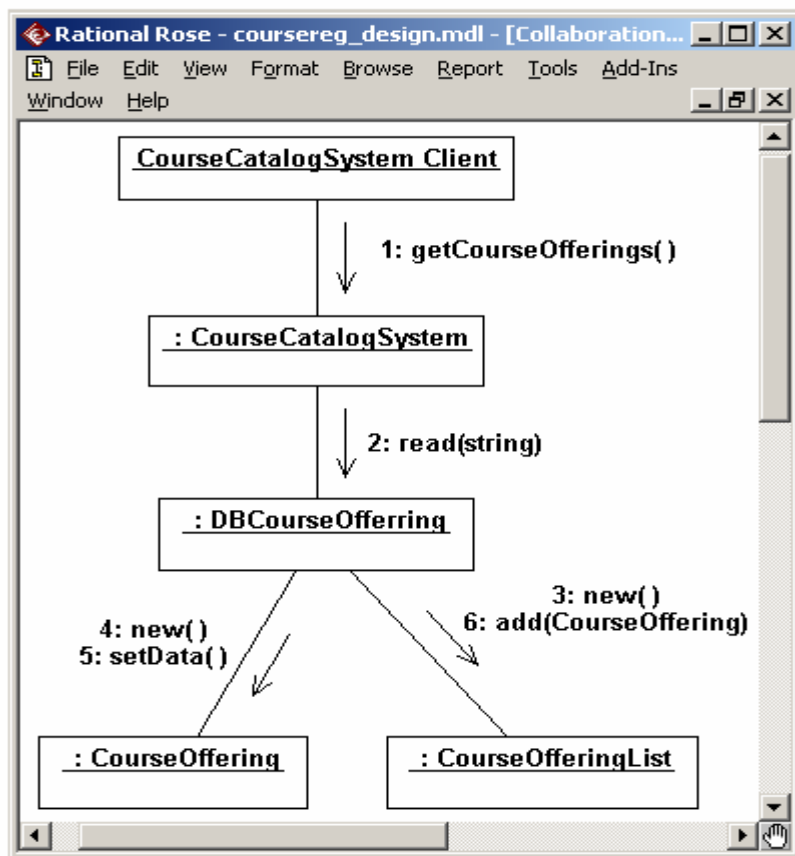 Rational Rose - coursereg_design.mdl - [Collaboration...
File Edit View Format Browse Report Tools Add-Ins
Window Help
CourseCatalogSystem Client
1: getCourseOfferings( )
: CourseCatalogSystem
2: read(string)
: DBCourseOfferring
3: new( )
6: add(CourseOffering)
4: new( )
5: setData( )
: CourseOffering
: CourseOfferingList